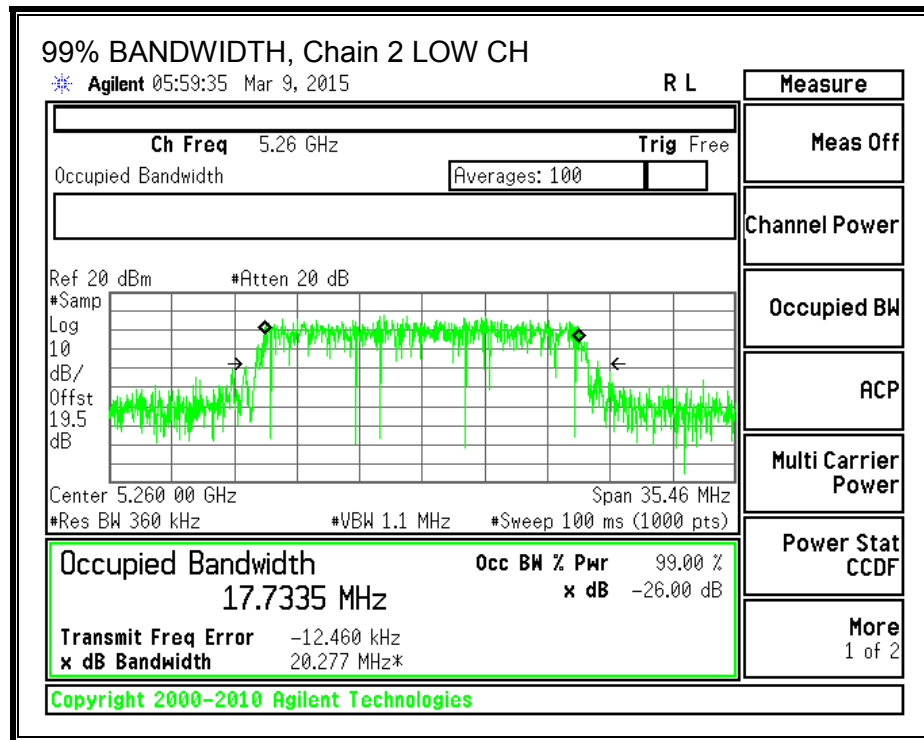 99% BANDWIDTH, Chain 2 LOW CH
Agilent 05:59:35 Mar 9, 2015 R L Measure
Ch Freq 5.26 GHz Trig Free
Occupied Bandwidth Averages: 100
Meas Off
Channel Power
Occupied BW
ACP
Multi Carrier
Power
Power Stat
CCDF
More
1 of 2
Ref 20 dBm #Atten 20 dB
#Samp
Log
10
dB/
Offst
19.5
dB
Center 5.260 00 GHz Span 35.46 MHz
#Res BW 360 kHz #VBW 1.1 MHz #Sweep 100 ms (1000 pts)
Occupied Bandwidth Occ BW % Pwr 99.00 %
17.7335 MHz x dB -26.00 dB
Transmit Freq Error -12.460 kHz
x dB Bandwidth 20.277 MHz*
Copyright 2000-2010 Agilent Technologies